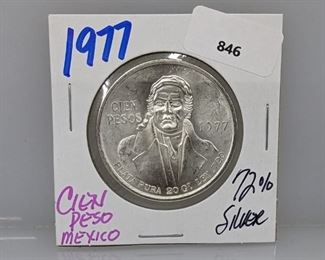 1977
846
CIEN
PESOS
1977
PLATA PURA 20 GR. LEY .720
CIEN
PESO
MEXICO
72%
SILVER